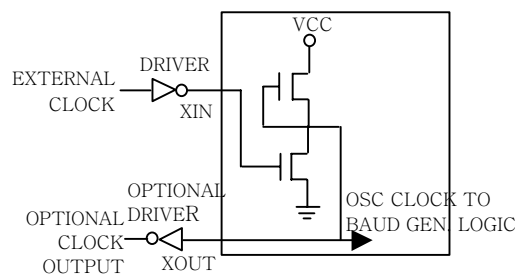 VCC
DRIVER
EXTERNAL
CLOCK
XIN
OPTIONAL
DRIVER
OSC CLOCK TO
BAUD GEN. LOGIC
OPTIONAL
CLOCK
OUTPUT
XOUT